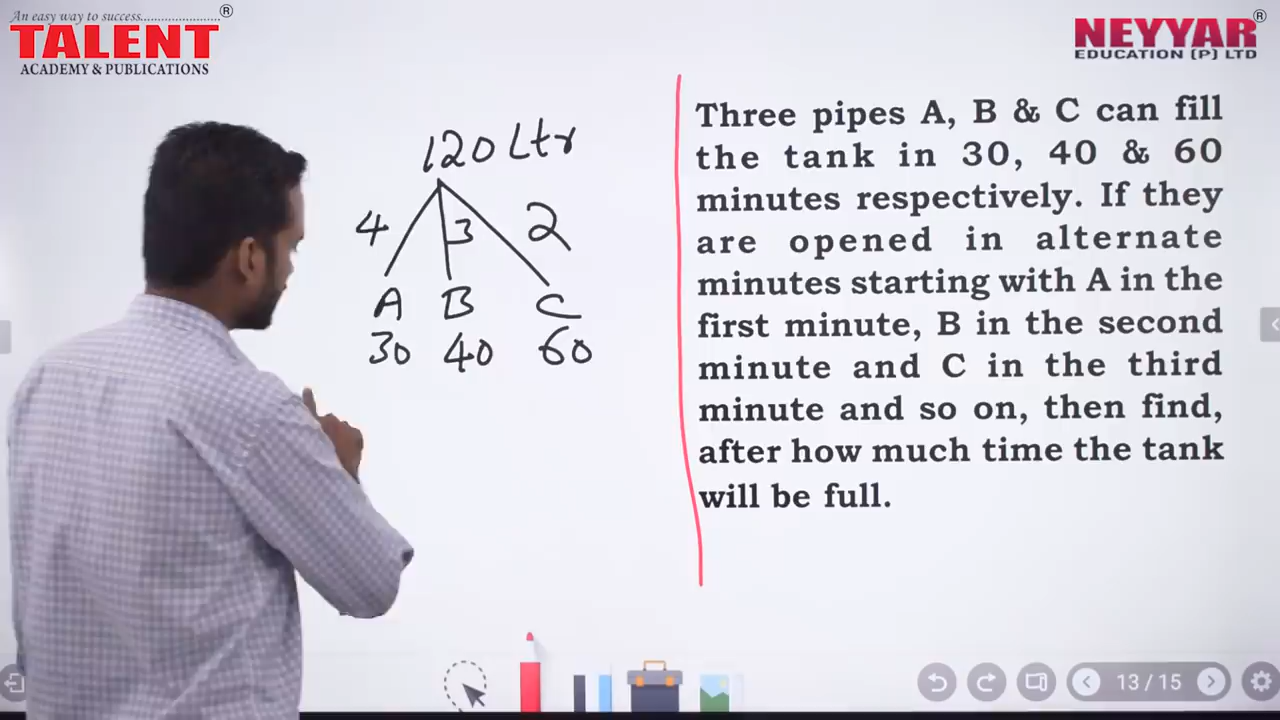 An easy way to success........................®
TALENT
ACADEMY & PUBLICATIONS
NEYYAR®
EDUCATION (P) LTD
120 Ltr
4 3 2
A B C
30 40 60
Three pipes A, B & C can fill
the tank in 30, 40 & 60
minutes respectively. If they
are opened in alternate
minutes starting with A in the
first minute, B in the second
minute and C in the third
minute and so on, then find,
after how much time the tank
will be full.
13 / 15